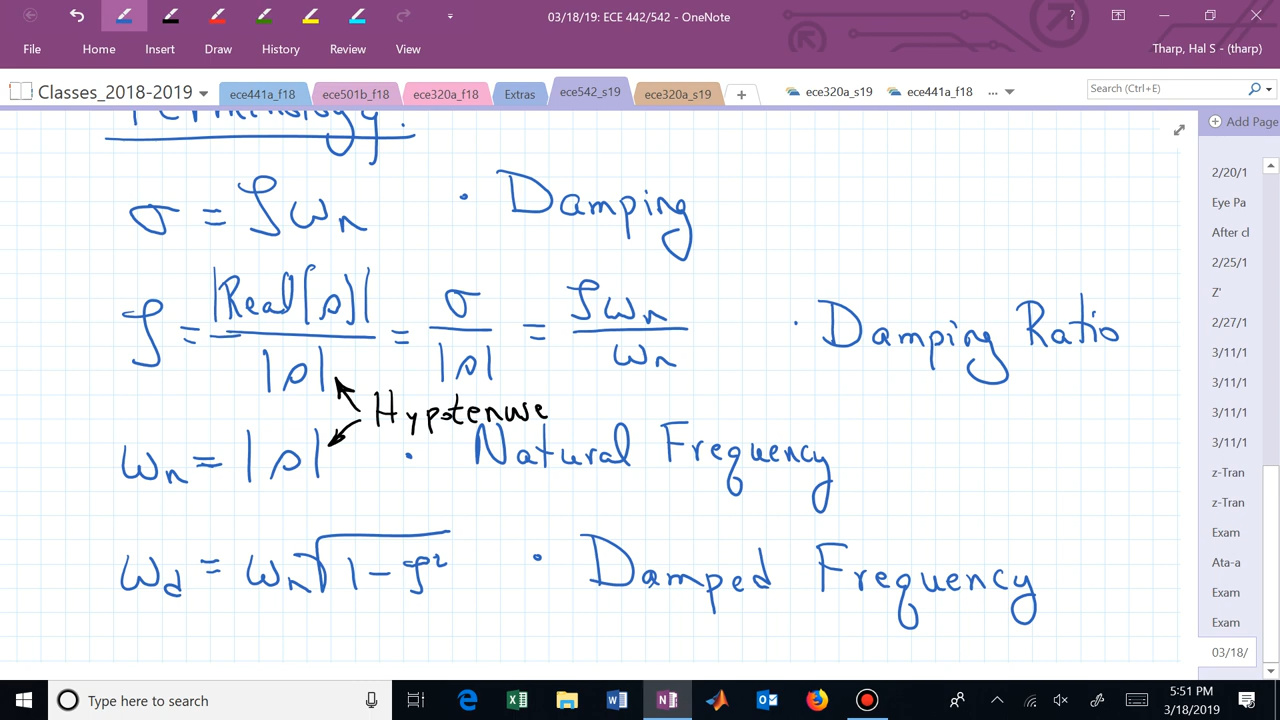 03/18/19: ECE 442/542 - OneNote
File Home Insert Draw History Review View
Tharp, Hal S - (tharp)
Classes_2018-2019
ece441a_f18
ece501b_f18
ece320a_f18
Extras
ece542_s19
ece320a_s19
ece320a_s19
ece441a_f18
Search (Ctrl+E)
Add Page
Terminology:
σ = ζωn · Damping
ζ = |Real[s]| / |s| = σ / |s| = ζωn / ωn · Damping Ratio
Hypotenuse
ωn = |s| · Natural Frequency
ωd = ωn√1-ζ² · Damped Frequency
2/20/1
Eye Pa
After cl
2/25/1
Z'
2/27/1
3/11/1
3/11/1
3/11/1
3/11/1
z-Tran
z-Tran
Exam
Ata-a
Exam
Exam
03/18/
Type here to search
5:51 PM
3/18/2019